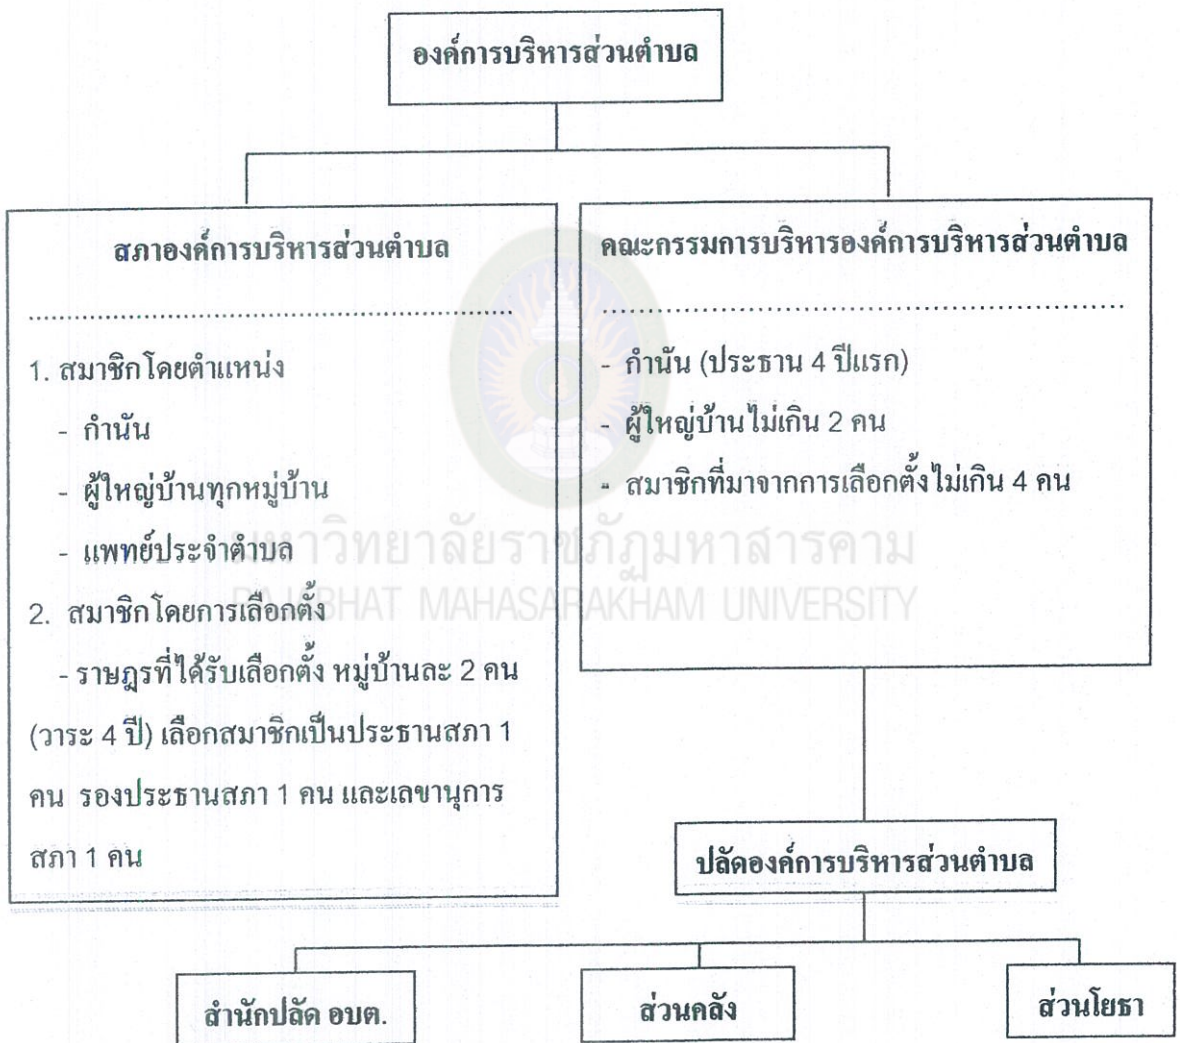 องค์การบริหารส่วนตำบล
สภาองค์การบริหารส่วนตำบล
........................................................
1. สมาชิกโดยตำแหน่ง
- กำนัน
- ผู้ใหญ่บ้านทุกหมู่บ้าน
- แพทย์ประจำตำบล
2. สมาชิกโดยการเลือกตั้ง
- ราษฎรที่ได้รับเลือกตั้ง หมู่บ้านละ 2 คน
(วาระ 4 ปี) เลือกสมาชิกเป็นประธานสภา 1
คน รองประธานสภา 1 คน และเลขานุการ
สภา 1 คน
คณะกรรมการบริหารองค์การบริหารส่วนตำบล
........................................................
- กำนัน (ประธาน 4 ปีแรก)
- ผู้ใหญ่บ้านไม่เกิน 2 คน
- สมาชิกที่มาจากการเลือกตั้งไม่เกิน 4 คน
มหาวิทยาลัยราชภัฏมหาสารคาม
RAJABHAT MAHASARAKHAM UNIVERSITY
ปลัดองค์การบริหารส่วนตำบล
สำนักปลัด อบต.
ส่วนคลัง
ส่วนโยธา